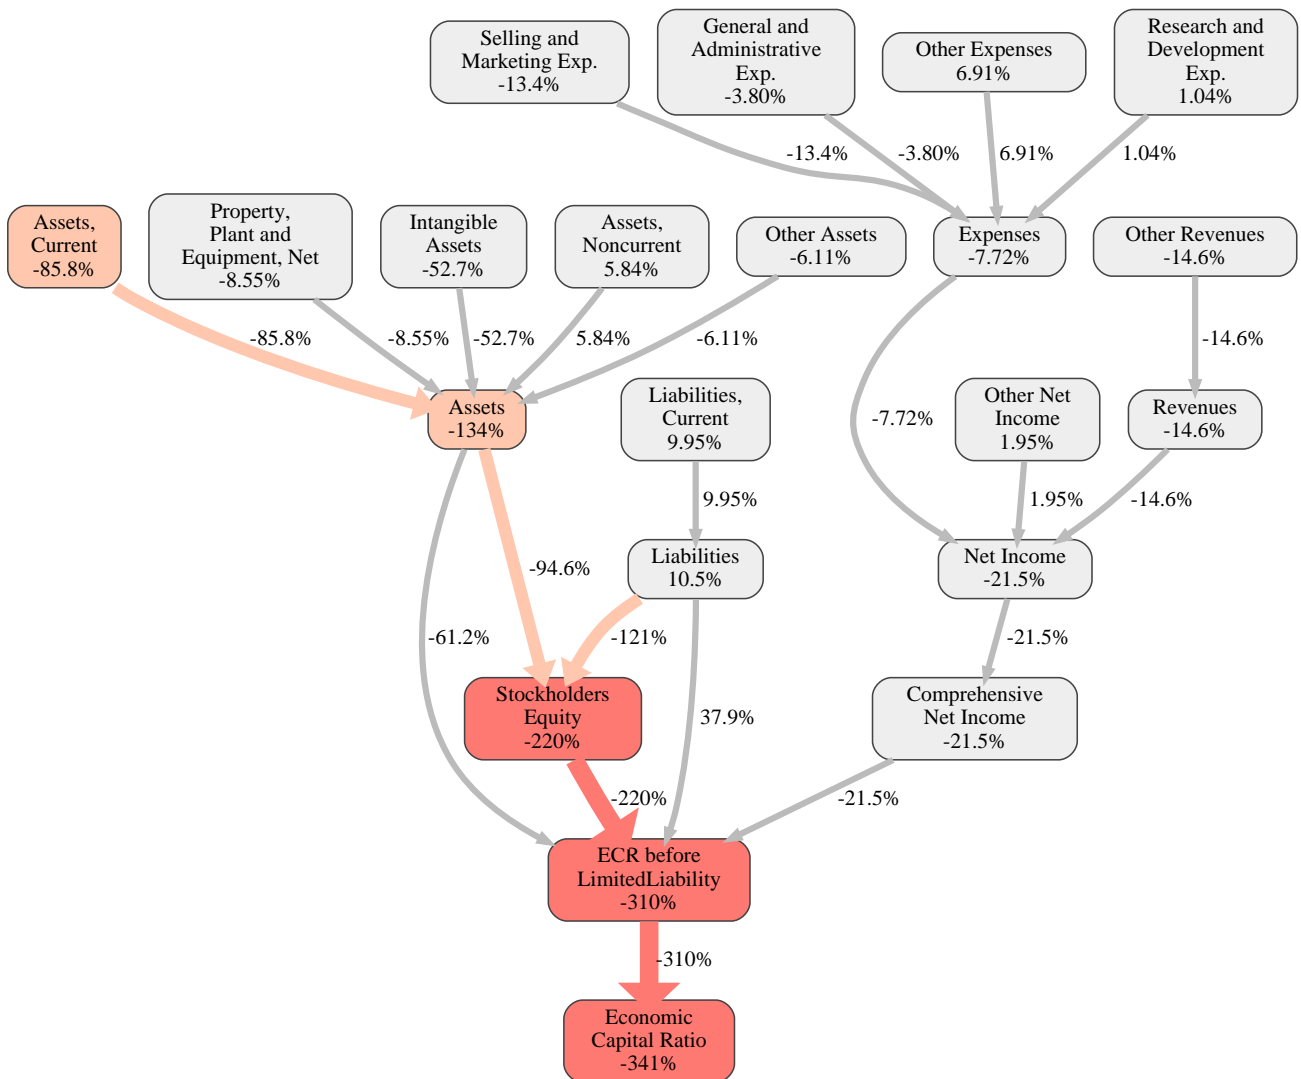 Selling and
Marketing Exp.
-13.4%
General and
Administrative
Exp.
-3.80%
Other Expenses
6.91%
Research and
Development
Exp.
1.04%
-13.4%
-3.80%
6.91%
1.04%
Assets,
Current
-85.8%
Property,
Plant and
Equipment, Net
-8.55%
Intangible
Assets
-52.7%
Assets,
Noncurrent
5.84%
Other Assets
-6.11%
Expenses
-7.72%
Other Revenues
-14.6%
-85.8%
-8.55%
-52.7%
5.84%
-6.11%
-14.6%
Assets
-134%
Liabilities,
Current
9.95%
-7.72%
Other Net
Income
1.95%
Revenues
-14.6%
9.95%
1.95%
-14.6%
-94.6%
Liabilities
10.5%
Net Income
-21.5%
-61.2%
-121%
-21.5%
Stockholders
Equity
-220%
37.9%
Comprehensive
Net Income
-21.5%
-220%
-21.5%
ECR before
LimitedLiability
-310%
-310%
Economic
Capital Ratio
-341%